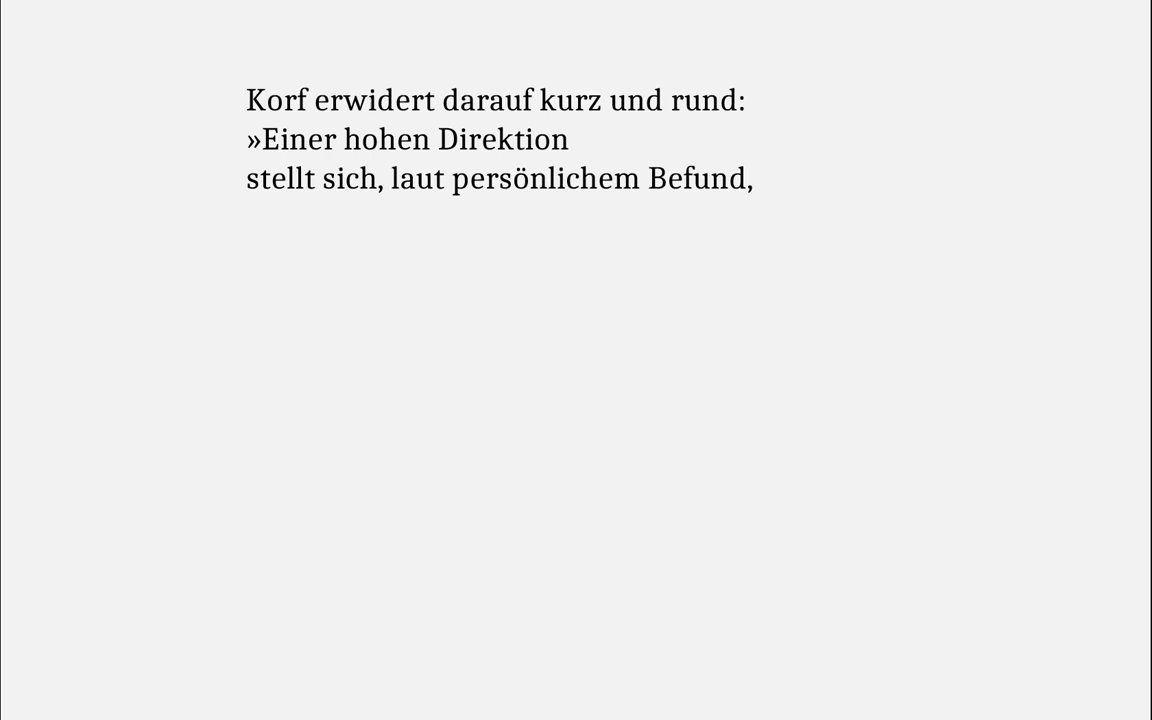 Korf erwidert darauf kurz und rund:
»Einer hohen Direktion
stellt sich, laut persönlichem Befund,